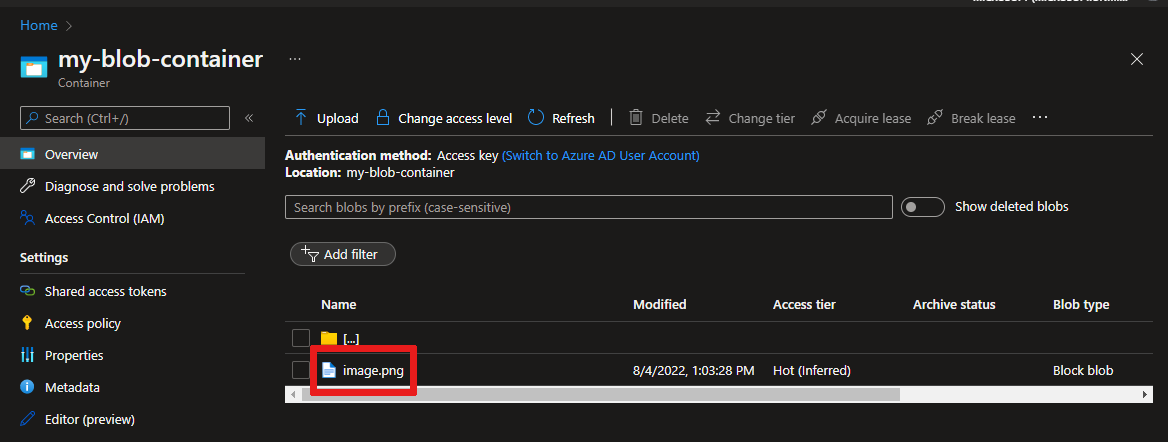 Home
my-blob-container ...
Container
Search (Ctrl+/) «
Overview
Diagnose and solve problems
Access Control (IAM)
Settings
Shared access tokens
Access policy
Properties
Metadata
Editor (preview)
Upload Change access level Refresh Delete Change tier Acquire lease Break lease ...
Authentication method: Access key (Switch to Azure AD User Account)
Location: my-blob-container
Search blobs by prefix (case-sensitive) Show deleted blobs
Add filter
Name Modified Access tier Archive status Blob type
[...]
image.png 8/4/2022, 1:03:28 PM Hot (Inferred) Block blob